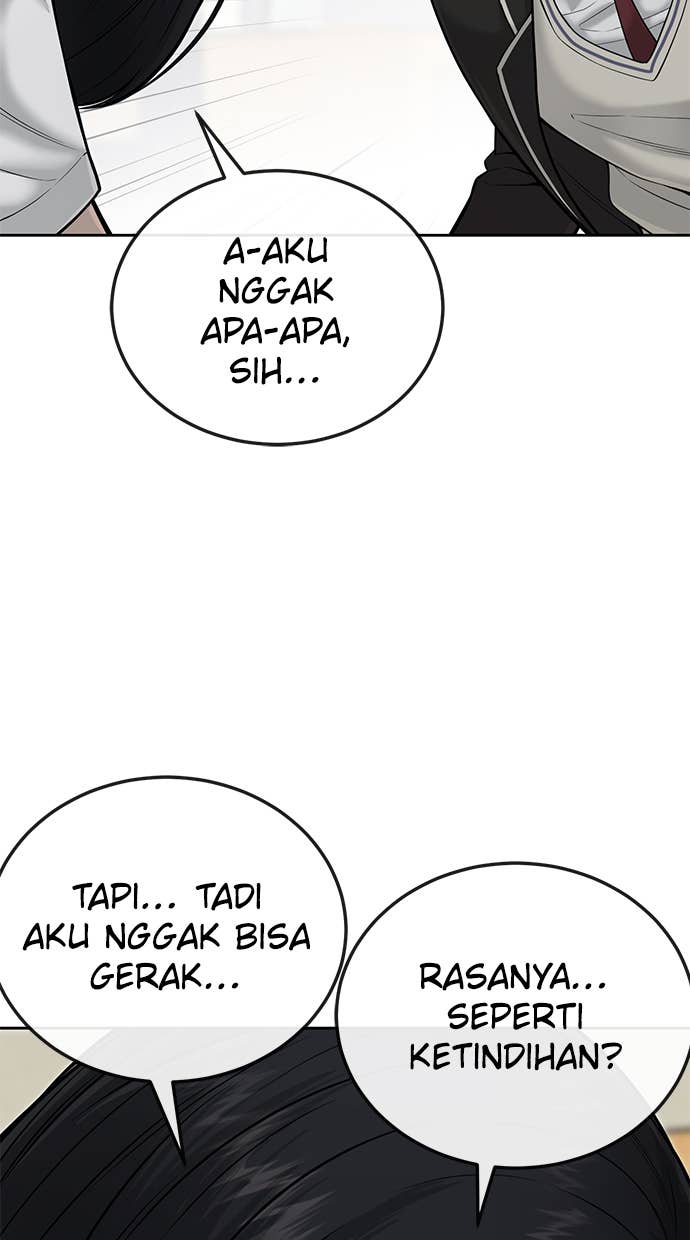 A-AKU
NGGAK
APA-APA,
SIH...
TAPI... TADI
AKU NGGAK BISA
GERAK...
RASANYA...
SEPERTI
KETINDIHAN?